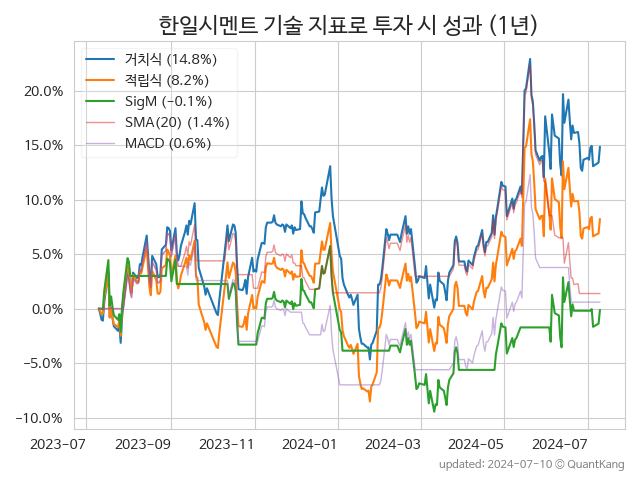 한일시멘트 기술 지표로 투자 시 성과 (1년)
거치식 (14.8%)
적립식 (8.2%)
SigM (-0.1%)
SMA(20) (1.4%)
MACD (0.6%)
20.0%
15.0%
10.0%
5.0%
0.0%
−5.0%
−10.0%
2023-07 2023-09 2023-11 2024-01 2024-03 2024-05 2024-07
updated: 2024-07-10 ⓒ QuantKang